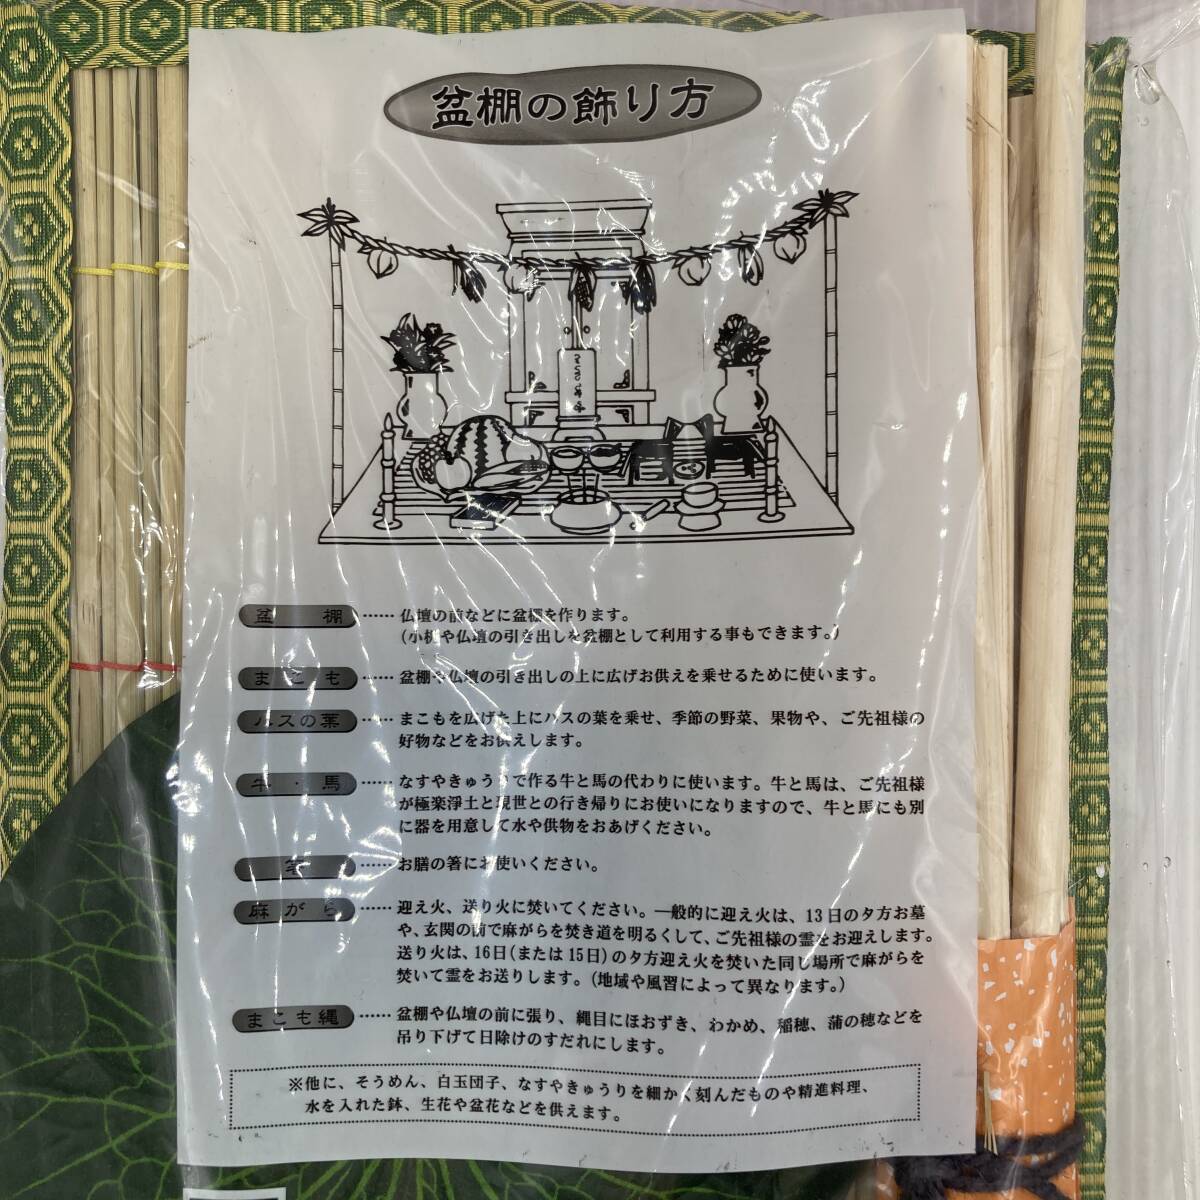 盆棚の飾り方
盆棚……仏壇の前などに盆棚を作ります。
（小机や仏壇の引き出しを盆棚として利用する事もできます。）
まこも……盆棚や仏壇の引き出しの上に広げお供えを乗せるために使います。
ハスの葉……まこもを広げた上にハスの葉を乗せ、季節の野菜、果物や、ご先祖様の
好物などをお供えします。
牛・馬……なすやきゅうりで作る牛と馬の代わりに使います。牛と馬は、ご先祖様
が極楽浄土と現世との行き帰りにお使いになりますので、牛と馬にも別
に器を用意して水や供物をおあげください。
箸……お膳の箸にお使いください。
麻がら……迎え火、送り火に焚いてください。一般的に迎え火は、13日の夕方お墓
や、玄関の前で麻がらを焚き道を明るくして、ご先祖様の霊をお迎えします。
送り火は、16日（または15日）の夕方迎え火を焚いた同じ場所で麻がらを
焚いて霊をお送りします。（地域や風習によって異なります。）
まこも縄……盆棚や仏壇の前に張り、縄目にほおずき、わかめ、稲穂、蒲の穂などを
吊り下げて日除けのすだれにします。
※他に、そうめん、白玉団子、なすやきゅうりを細かく刻んだものや精進料理、
水を入れた鉢、生花や盆花などを供えます。